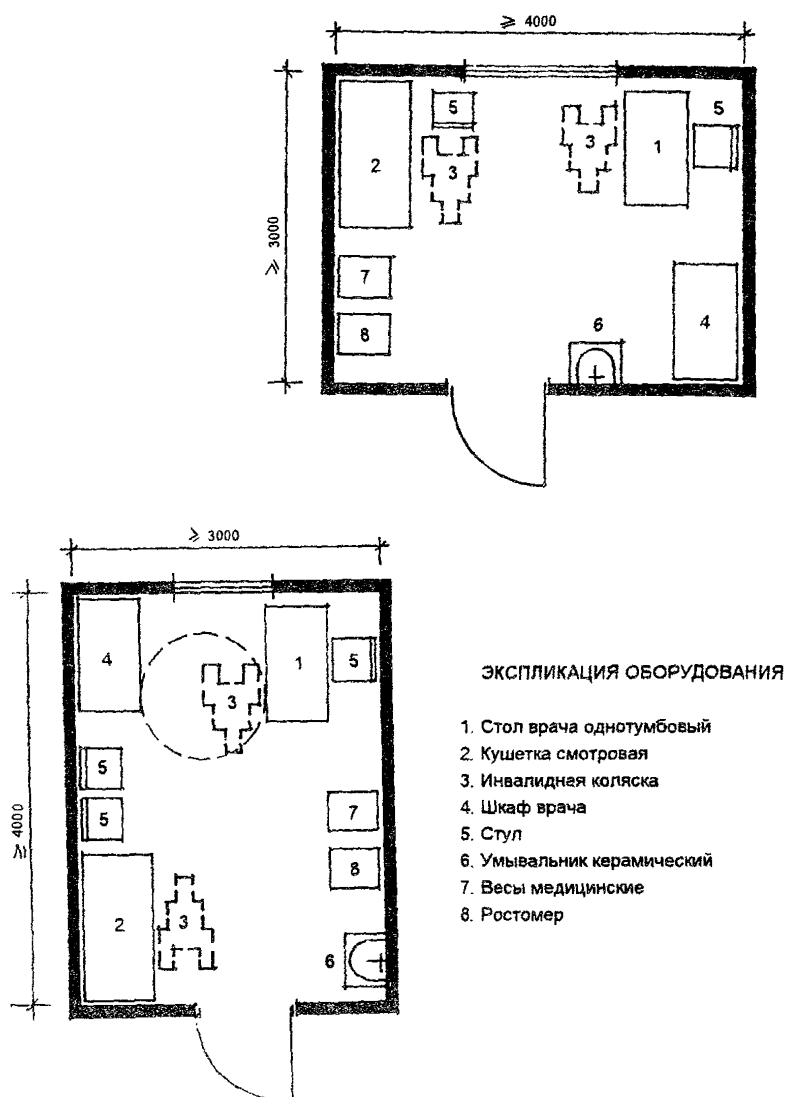 ⩾ 4000
⩾ 3000
5
5
3
1
2
3
7
8
6
4
⩾ 3000
⩾ 4000
4
1
5
3
5
5
7
8
2
3
6
ЭКСПЛИКАЦИЯ ОБОРУДОВАНИЯ
1. Стол врача однотумбовый
2. Кушетка смотровая
3. Инвалидная коляска
4. Шкаф врача
5. Стул
6. Умывальник керамический
7. Весы медицинские
8. Ростомер